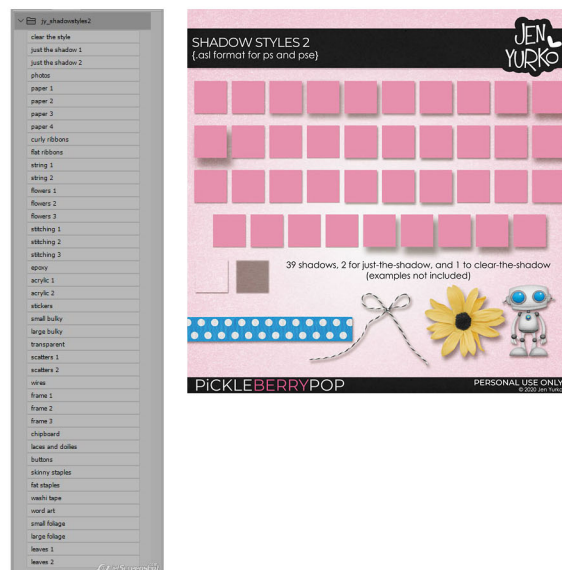 jy_shadowstyles2
clear the style
just the shadow 1
just the shadow 2
photos
paper 1
paper 2
paper 3
paper 4
curly ribbons
flat ribbons
string 1
string 2
flowers 1
flowers 2
flowers 3
stitching 1
stitching 2
stitching 3
epoxy
acrylic 1
acrylic 2
stickers
small bulky
large bulky
transparent
scatters 1
scatters 2
wires
frame 1
frame 2
frame 3
chipboard
laces and doilies
buttons
skinny staples
fat staples
washi tape
word art
small foliage
large foliage
leaves 1
leaves 2
SHADOW STYLES 2
{.asl format for ps and pse}
JEN
YURKO
39 shadows, 2 for just-the-shadow, and 1 to clear-the-shadow
(examples not included)
PiCKLEBERRYPOP
PERSONAL USE ONLY
© 2020 Jen Yurko